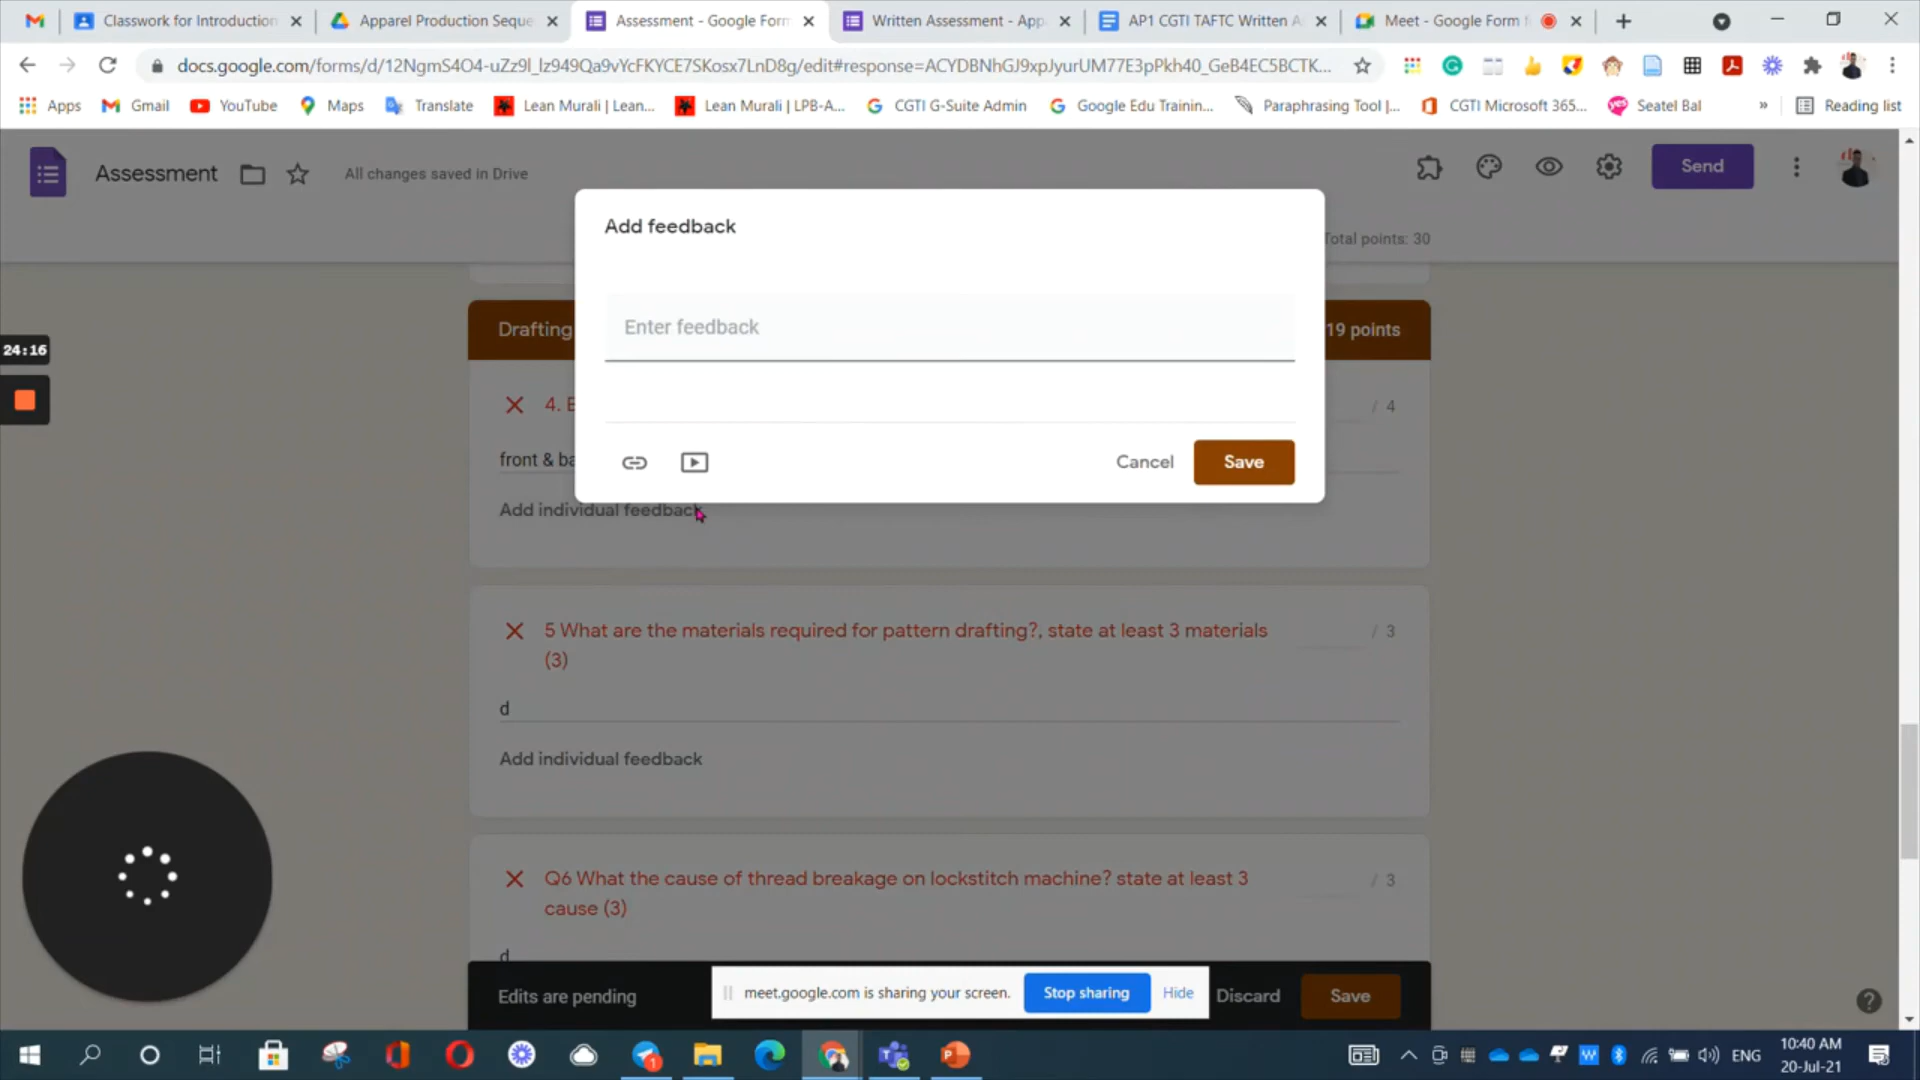 Classwork for Introduction
Apparel Production Seque
Assessment - Google Form
Written Assessment - App
AP1 CGTI TAFTC Written A
Meet - Google Form f
docs.google.com/forms/d/12NgmS4O4-uZz9l_lz949Qa9vYcFKYCE7SKosx7LnD8g/edit#response=ACYDBNhGJ9xpJyurUM77E3pPkh40_GeB4EC5BCTK...
Apps
Gmail
YouTube
Maps
Translate
Lean Murali | Lean...
Lean Murali | LPB-A...
CGTI G-Suite Admin
Google Edu Trainin...
Paraphrasing Tool |...
CGTI Microsoft 365...
Seatel Bal
»
Reading list
Assessment
All changes saved in Drive
Send
Total points: 30
Add feedback
Enter feedback
Cancel
Save
24:16
Drafting
19 points
4. E
/ 4
front & ba
Add individual feedback
5 What are the materials required for pattern drafting?, state at least 3 materials
(3)
/ 3
d
Add individual feedback
Q6 What the cause of thread breakage on lockstitch machine? state at least 3
cause (3)
/ 3
d
Edits are pending
meet.google.com is sharing your screen.
Stop sharing
Hide
Discard
Save
ENG
10:40 AM
20-Jul-21